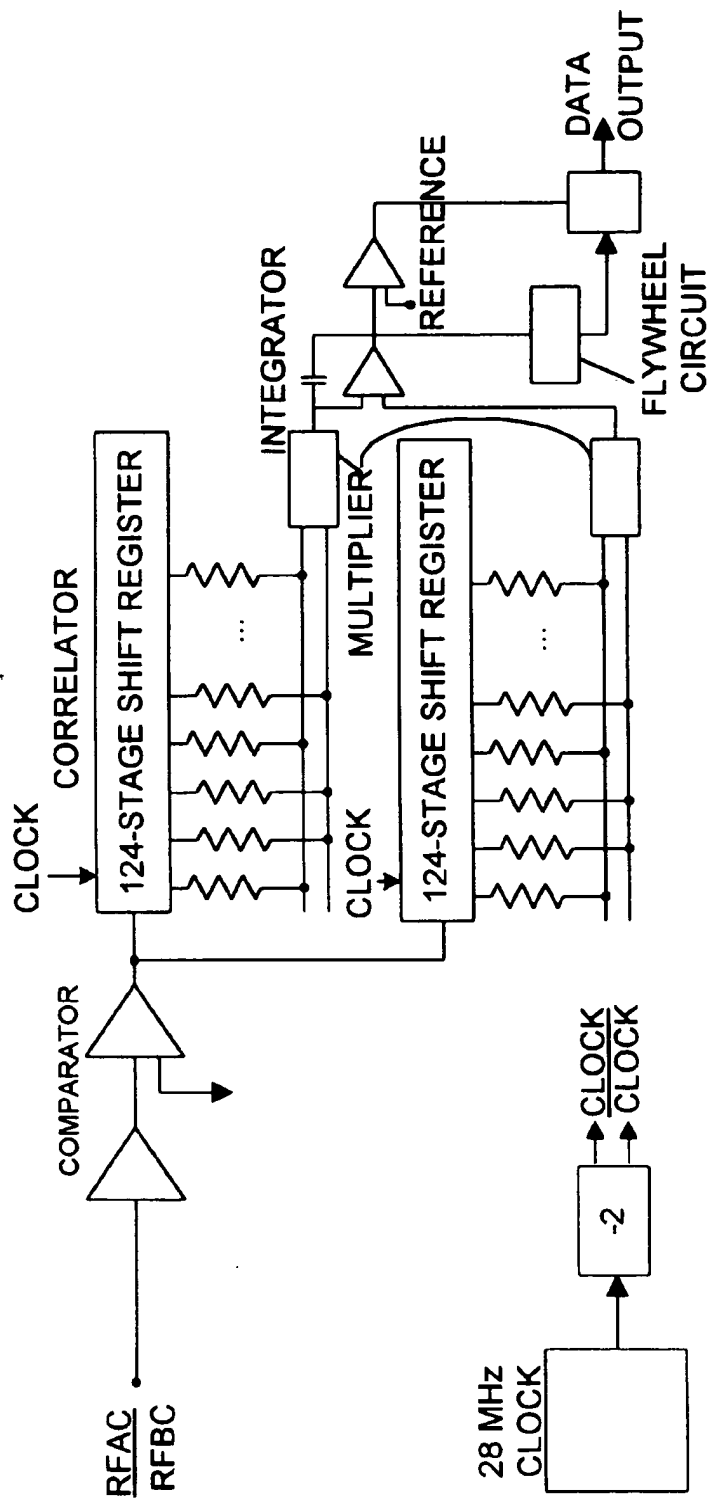 RFAC
RFBC
COMPARATOR
CLOCK
CORRELATOR
124-STAGE SHIFT REGISTER
...
INTEGRATOR
MULTIPLIER
REFERENCE
CLOCK
124-STAGE SHIFT REGISTER
...
FLYWHEEL
CIRCUIT
DATA
OUTPUT
28 MHz
CLOCK
-2
CLOCK
CLOCK